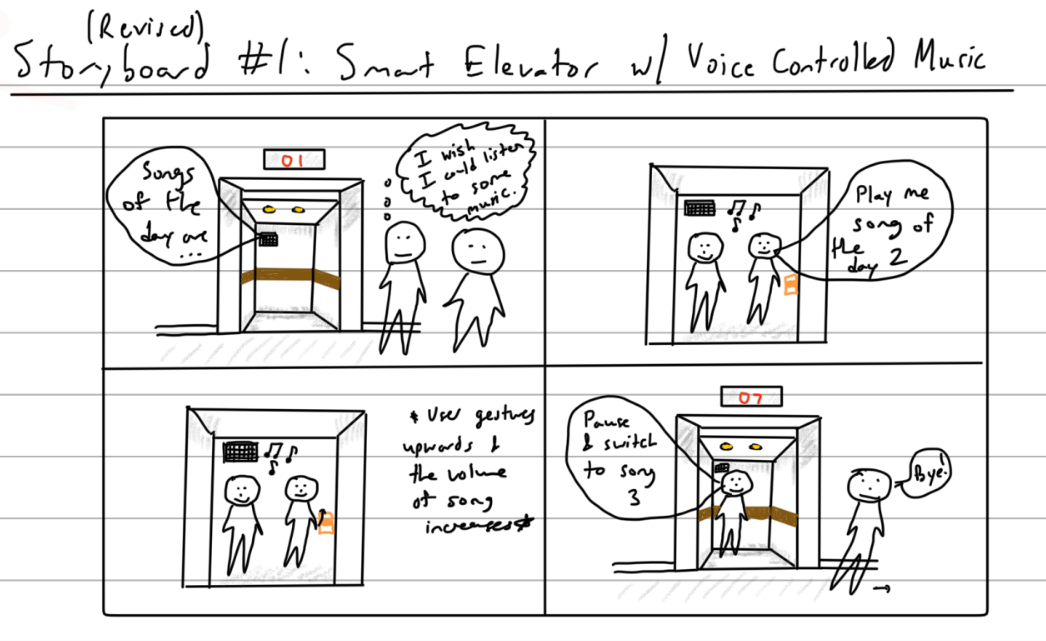 (Revised)
Storyboard #1: Smart Elevator w/ Voice Controlled Music
Songs
of the
day are
...
01
I wish
I could listen
to some
music.
Play me
song of
the
day 2
* User gestures
upwards &
the volume
of song
increases*
07
Pause
& switch
to song
3
Bye!